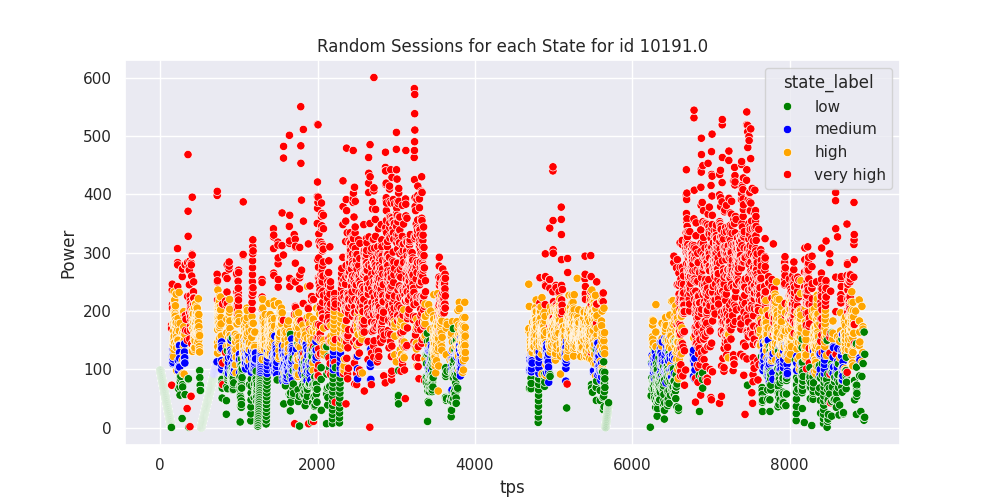 Random Sessions for each State for id 10191.0
600
500
400
300
200
100
0
Power
0
2000
4000
6000
8000
tps
state_label
low
medium
high
very high